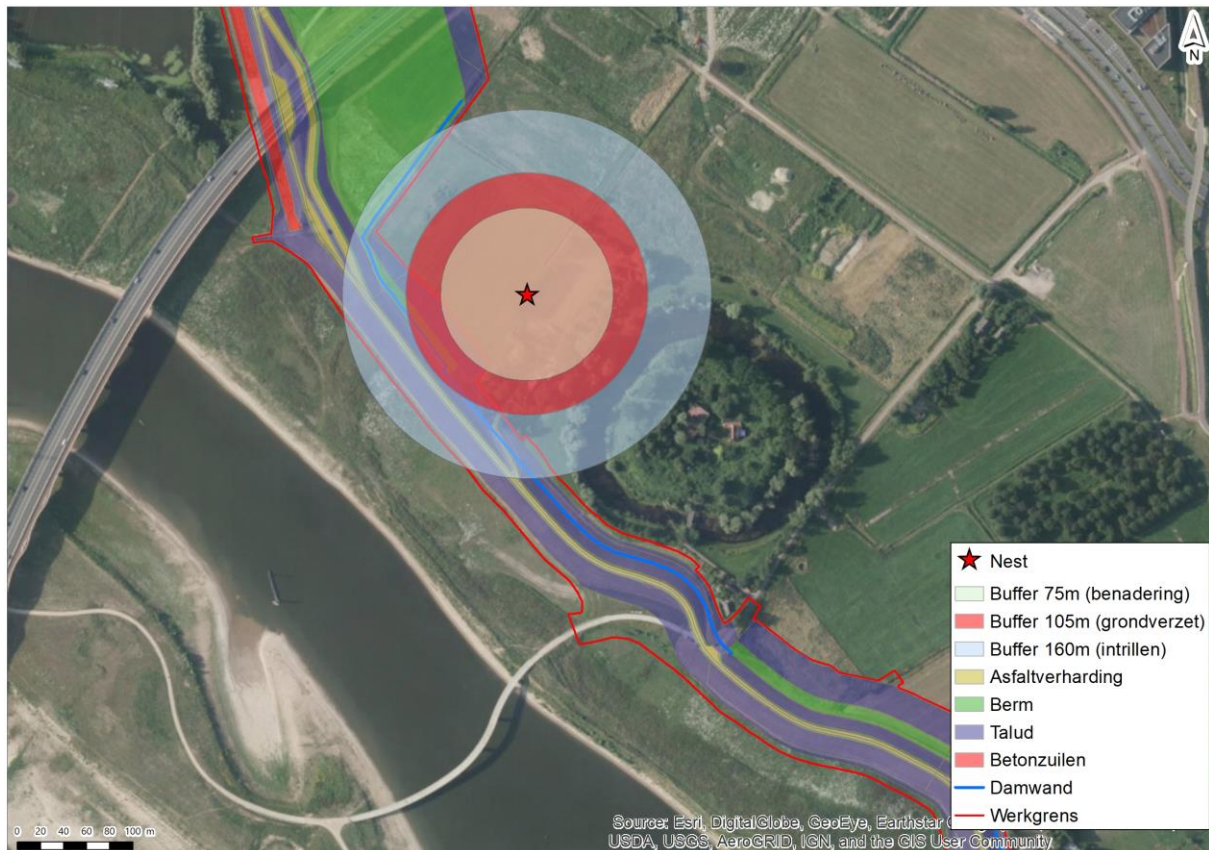 N
Nest
Buffer 75m (benadering)
Buffer 105m (grondverzet)
Buffer 160m (intrillen)
Asfaltverharding
Berm
Talud
Betonzuilen
Damwand
Werkgrens
0 20 40 60 80 100 m
Source: Esri, DigitalGlobe, GeoEye, Earthstar
USDA, USGS, AeroGRID, IGN, and the GIS User Community